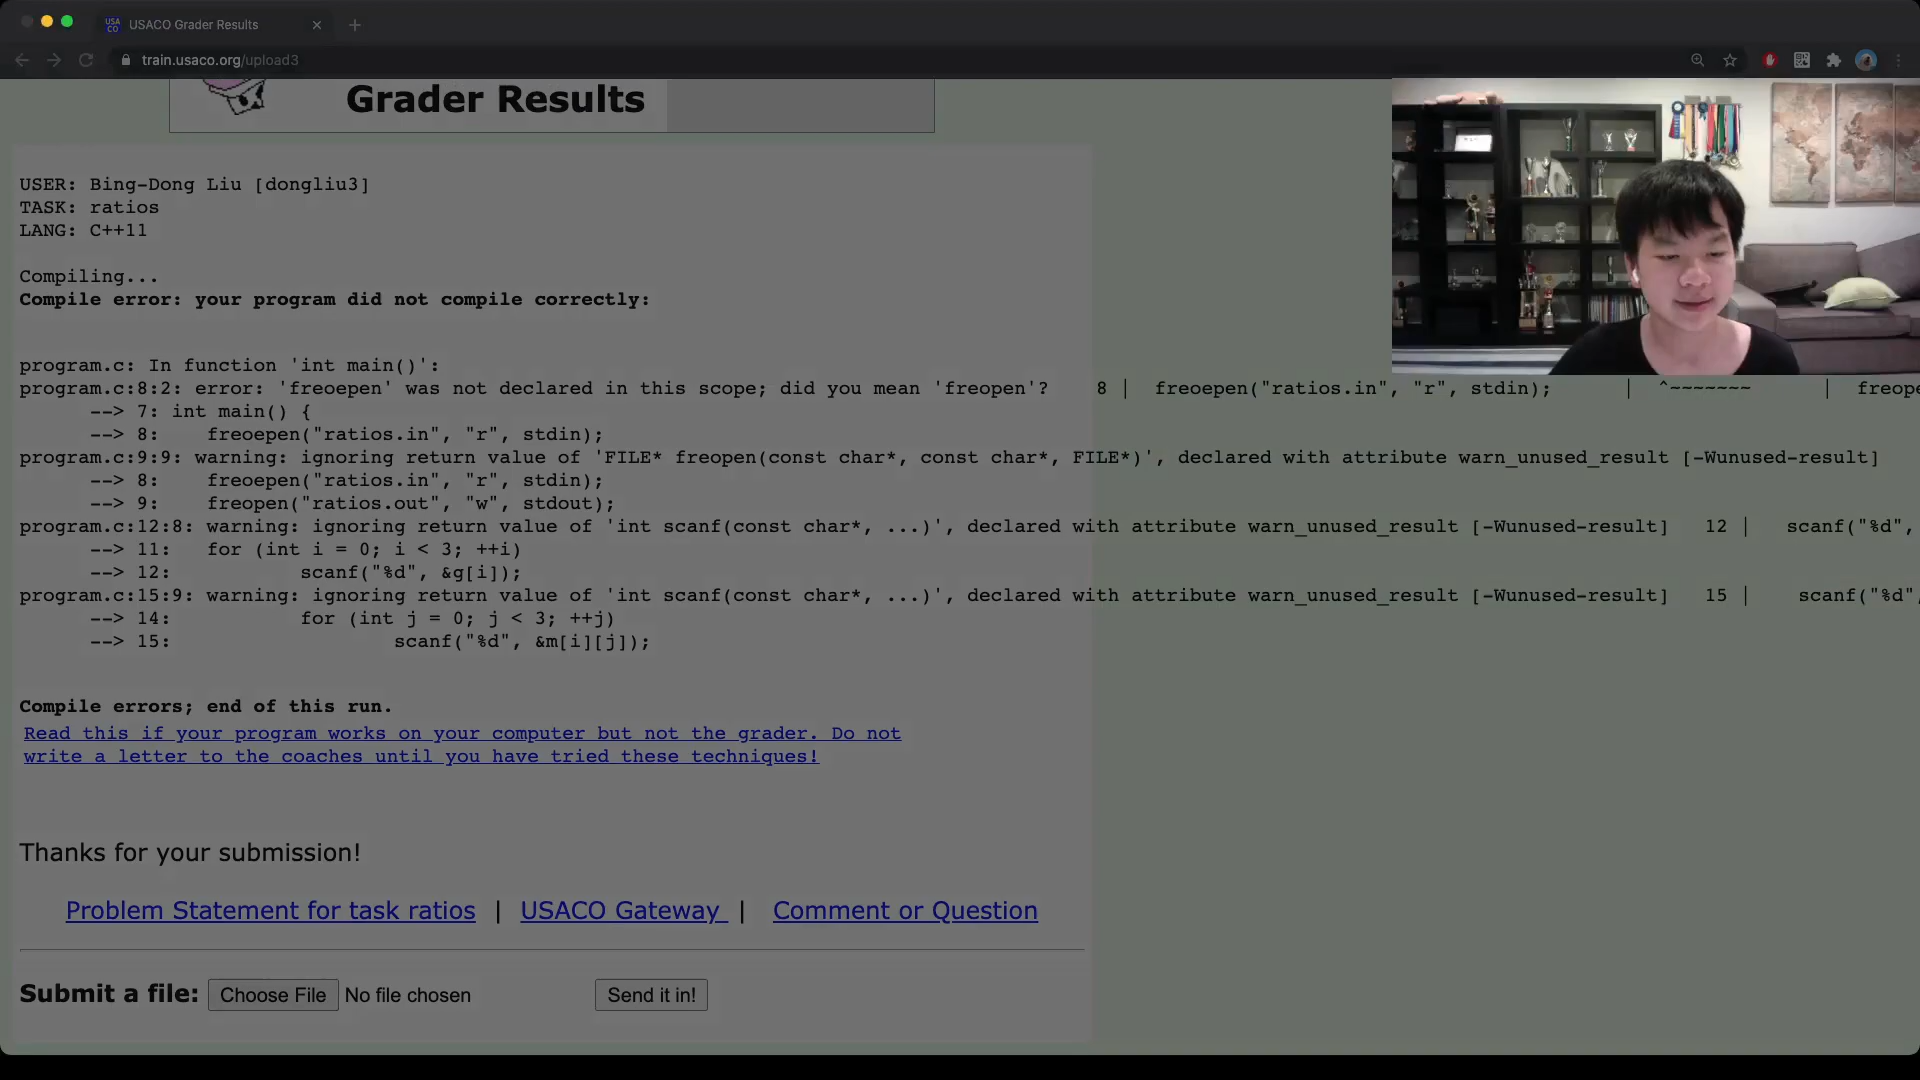 USACO Grader Results
train.usaco.org/upload3
Grader Results
USER: Bing-Dong Liu [dongliu3]
TASK: ratios
LANG: C++11
Compiling...
Compile error: your program did not compile correctly:
program.c: In function 'int main()':
program.c:8:2: error: 'freoepen' was not declared in this scope; did you mean 'freopen'?    8 |  freoepen("ratios.in", "r", stdin);      |  ^~~~~~~~      |  freope
--> 7: int main() {
--> 8:   freoepen("ratios.in", "r", stdin);
program.c:9:9: warning: ignoring return value of 'FILE* freopen(const char*, const char*, FILE*)', declared with attribute warn_unused_result [-Wunused-result]
--> 8:   freoepen("ratios.in", "r", stdin);
--> 9:   freopen("ratios.out", "w", stdout);
program.c:12:8: warning: ignoring return value of 'int scanf(const char*, ...)', declared with attribute warn_unused_result [-Wunused-result]   12 |   scanf("%d",
--> 11:   for (int i = 0; i < 3; ++i)
--> 12:           scanf("%d", &g[i]);
program.c:15:9: warning: ignoring return value of 'int scanf(const char*, ...)', declared with attribute warn_unused_result [-Wunused-result]   15 |    scanf("%d",
--> 14:           for (int j = 0; j < 3; ++j)
--> 15:                   scanf("%d", &m[i][j]);
Compile errors; end of this run.
Read this if your program works on your computer but not the grader. Do not
write a letter to the coaches until you have tried these techniques!
Thanks for your submission!
Problem Statement for task ratios | USACO Gateway | Comment or Question
Submit a file: Choose File No file chosen Send it in!